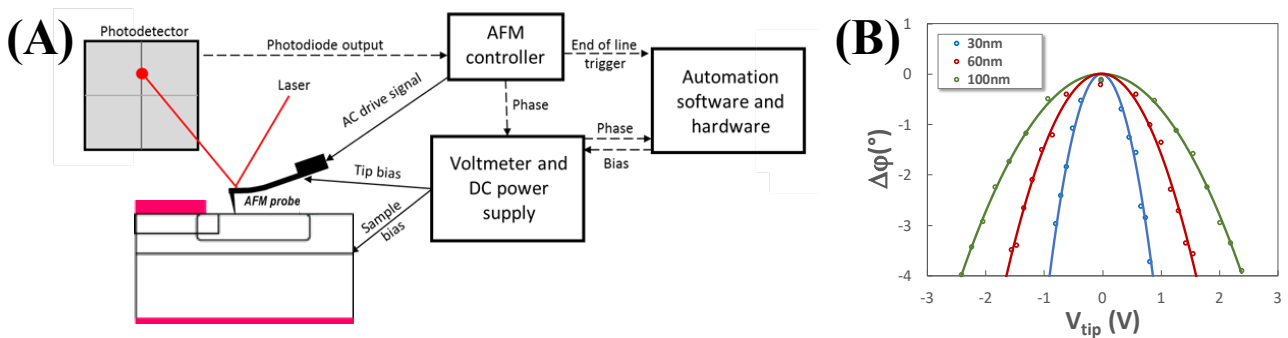 (A)
Photodetector
Photodiode output
AFM
controller
End of line
trigger
Automation
software and
hardware
Laser
AC drive signal
Phase
Phase
Bias
Voltmeter and
DC power
supply
Tip bias
AFM probe
Sample
bias
(B)
30nm
60nm
100nm
1
0
-1
-2
-3
-4
Δφ(°)
-3
-2
-1
0
1
2
3
Vtip (V)